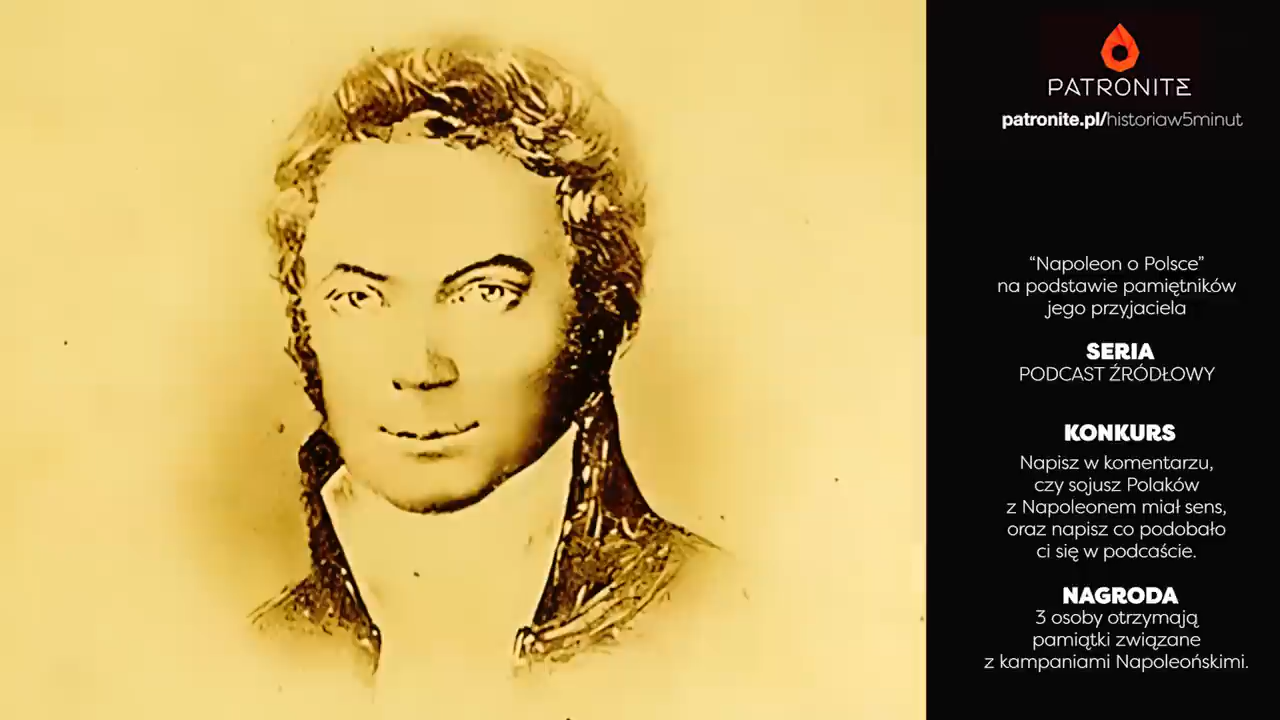 PATRONITE
patronite.pl/historiaw5minut
“Napoleon o Polsce”
na podstawie pamiętników
jego przyjaciela
SERIA
PODCAST ŹRÓDŁOWY
KONKURS
Napisz w komentarzu,
czy sojusz Polaków
z Napoleonem miał sens,
oraz napisz co podobało
ci się w podcaście.
NAGRODA
3 osoby otrzymają
pamiątki związane
z kampaniami Napoleońskimi.